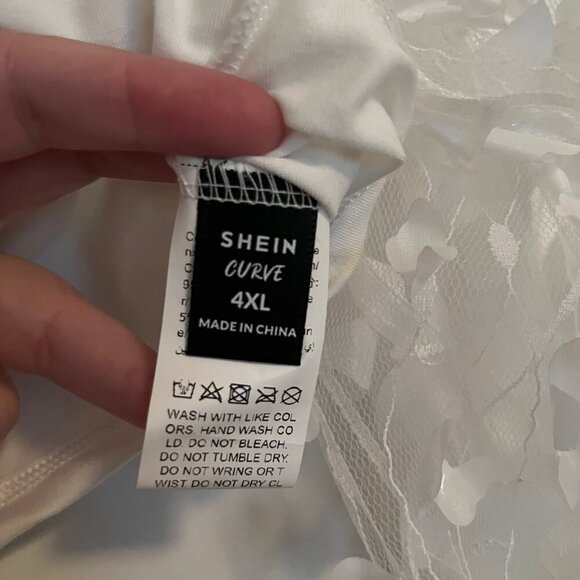 SHEIN
CURVE
4XL
MADE IN CHINA
WASH WITH LIKE COL
ORS. HAND WASH CO
LD. DO NOT BLEACH.
DO NOT TUMBLE DRY.
DO NOT WRING OR T
WIST DO NOT DRY CL